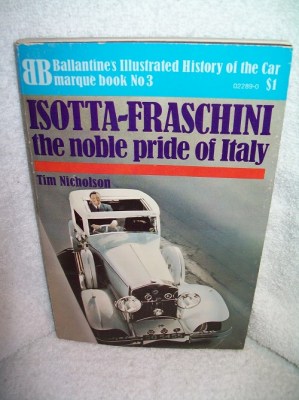 BB Ballantine's Illustrated History of the Car
marque book No 3
02289-0 $1
ISOTTA-FRASCHINI
the noble pride of Italy
Tim Nicholson